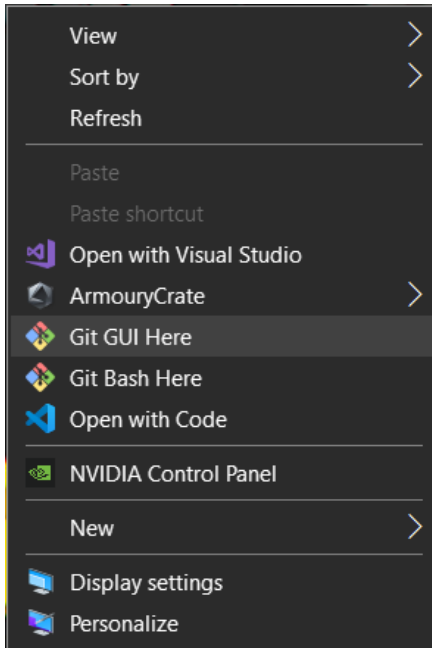 View
Sort by
Refresh
Paste
Paste shortcut
Open with Visual Studio
ArmouryCrate
Git GUI Here
Git Bash Here
Open with Code
NVIDIA Control Panel
New
Display settings
Personalize